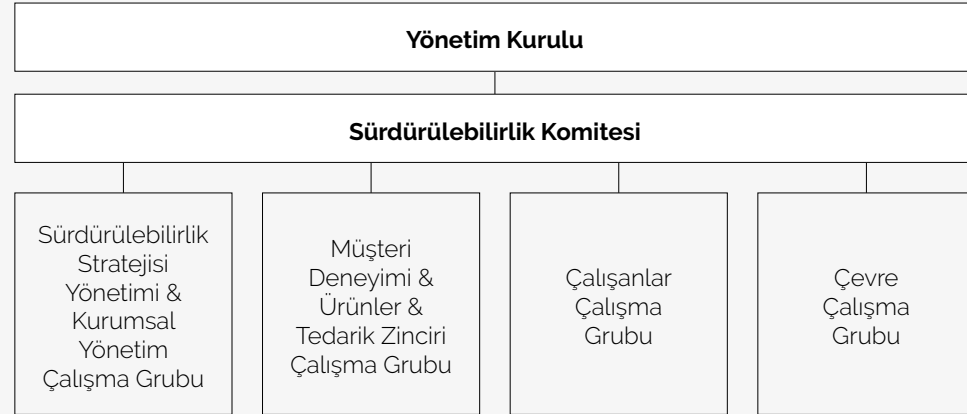 Yönetim Kurulu
Sürdürülebilirlik Komitesi
Sürdürülebilirlik
Stratejisi
Yönetimi &
Kurumsal
Yönetim
Çalışma Grubu
Müşteri
Deneyimi &
Ürünler &
Tedarik Zinciri
Çalışma Grubu
Çalışanlar
Çalışma
Grubu
Çevre
Çalışma
Grubu